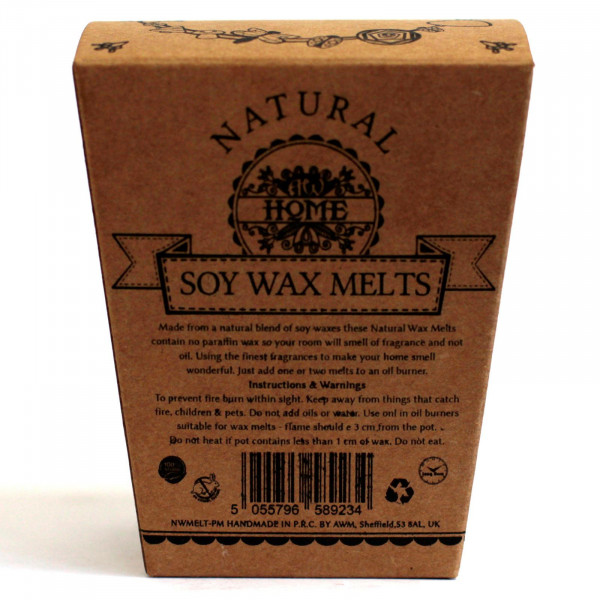 NATURAL
AW
HOME
SOY WAX MELTS
Made from a natural blend of soy waxes these Natural Wax Melts
contain no paraffin wax so your room will smell of fragrance and not
oil. Using the finest fragrances to make your home smell
wonderful. Just add one or two melts to an oil burner.
Instructions & Warnings
To prevent fire burn within sight. Keep away from things that catch
fire, children & pets. Do not add oils or water. Use onl in oil burners
suitable for wax melts - flame should e 3 cm from the pot.
Do not heat if pot contains less than 1 cm of wax. Do not eat.
100
5 055796 589234
NWMELT-PM HANDMADE IN P.R.C. BY AWM, Sheffield,S3 8AL, UK